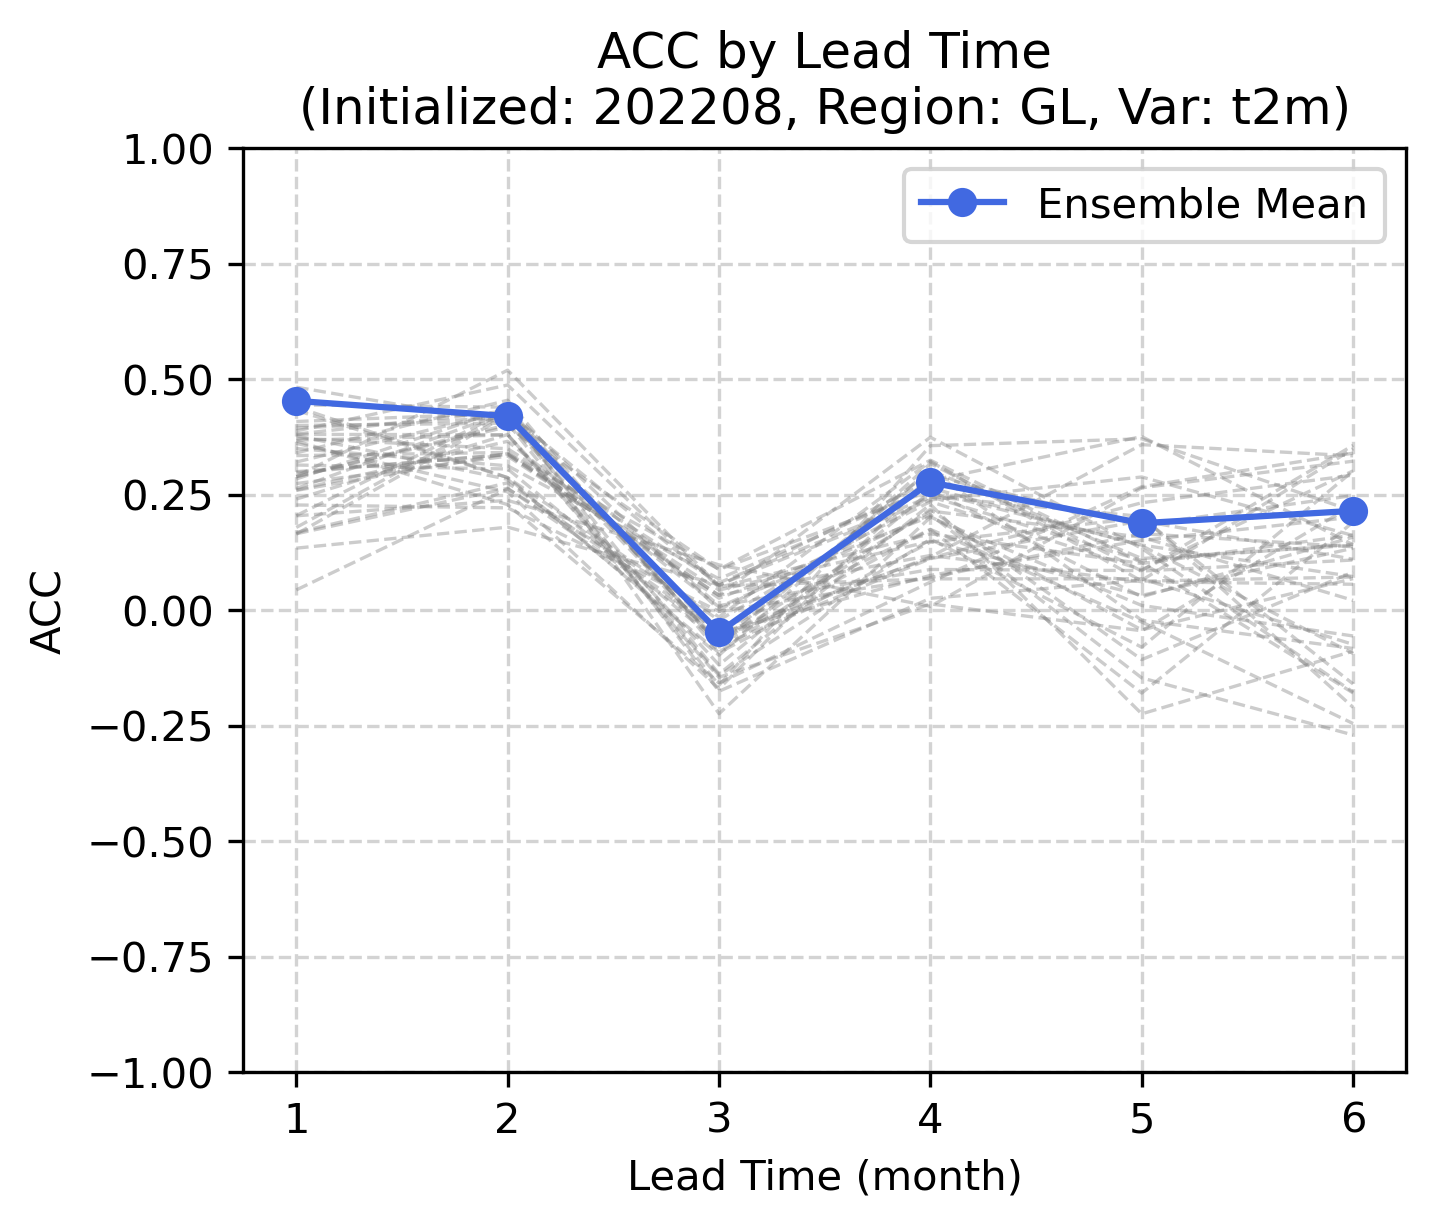 ACC by Lead Time
(Initialized: 202208, Region: GL, Var: t2m)
Ensemble Mean
1.00
0.75
0.50
0.25
0.00
−0.25
−0.50
−0.75
−1.00
ACC
1 2 3 4 5 6
Lead Time (month)